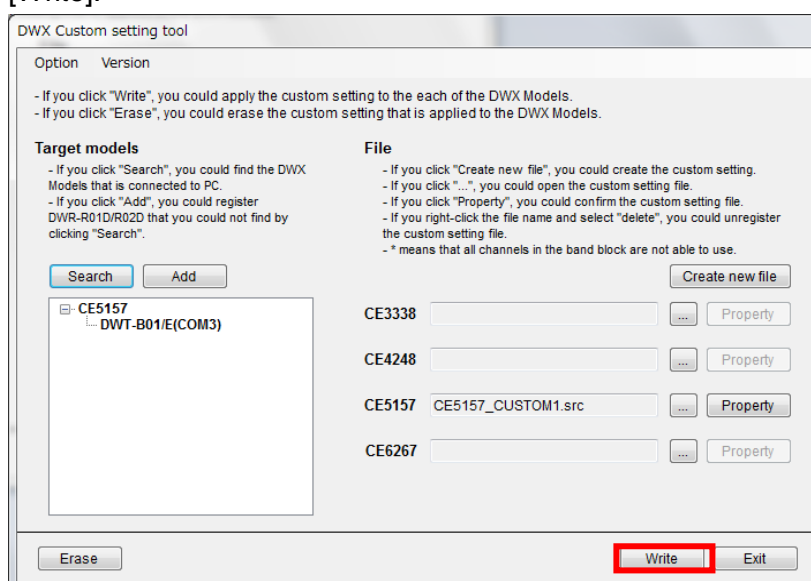 [Write].
DWX Custom setting tool
Option Version
- If you click "Write", you could apply the custom setting to the each of the DWX Models.
- If you click "Erase", you could erase the custom setting that is applied to the DWX Models.
Target models
- If you click "Search", you could find the DWX
Models that is connected to PC.
- If you click "Add", you could register
DWR-R01D/R02D that you could not find by
clicking "Search".
Search Add
CE5157
DWT-B01/E(COM3)
File
- If you click "Create new file", you could create the custom setting.
- If you click "...", you could open the custom setting file.
- If you click "Property", you could confirm the custom setting file.
- If you right-click the file name and select "delete", you could unregister
the custom setting file.
- * means that all channels in the band block are not able to use.
Create new file
CE3338 ... Property
CE4248 ... Property
CE5157 CE5157_CUSTOM1.src ... Property
CE6267 ... Property
Erase Write Exit